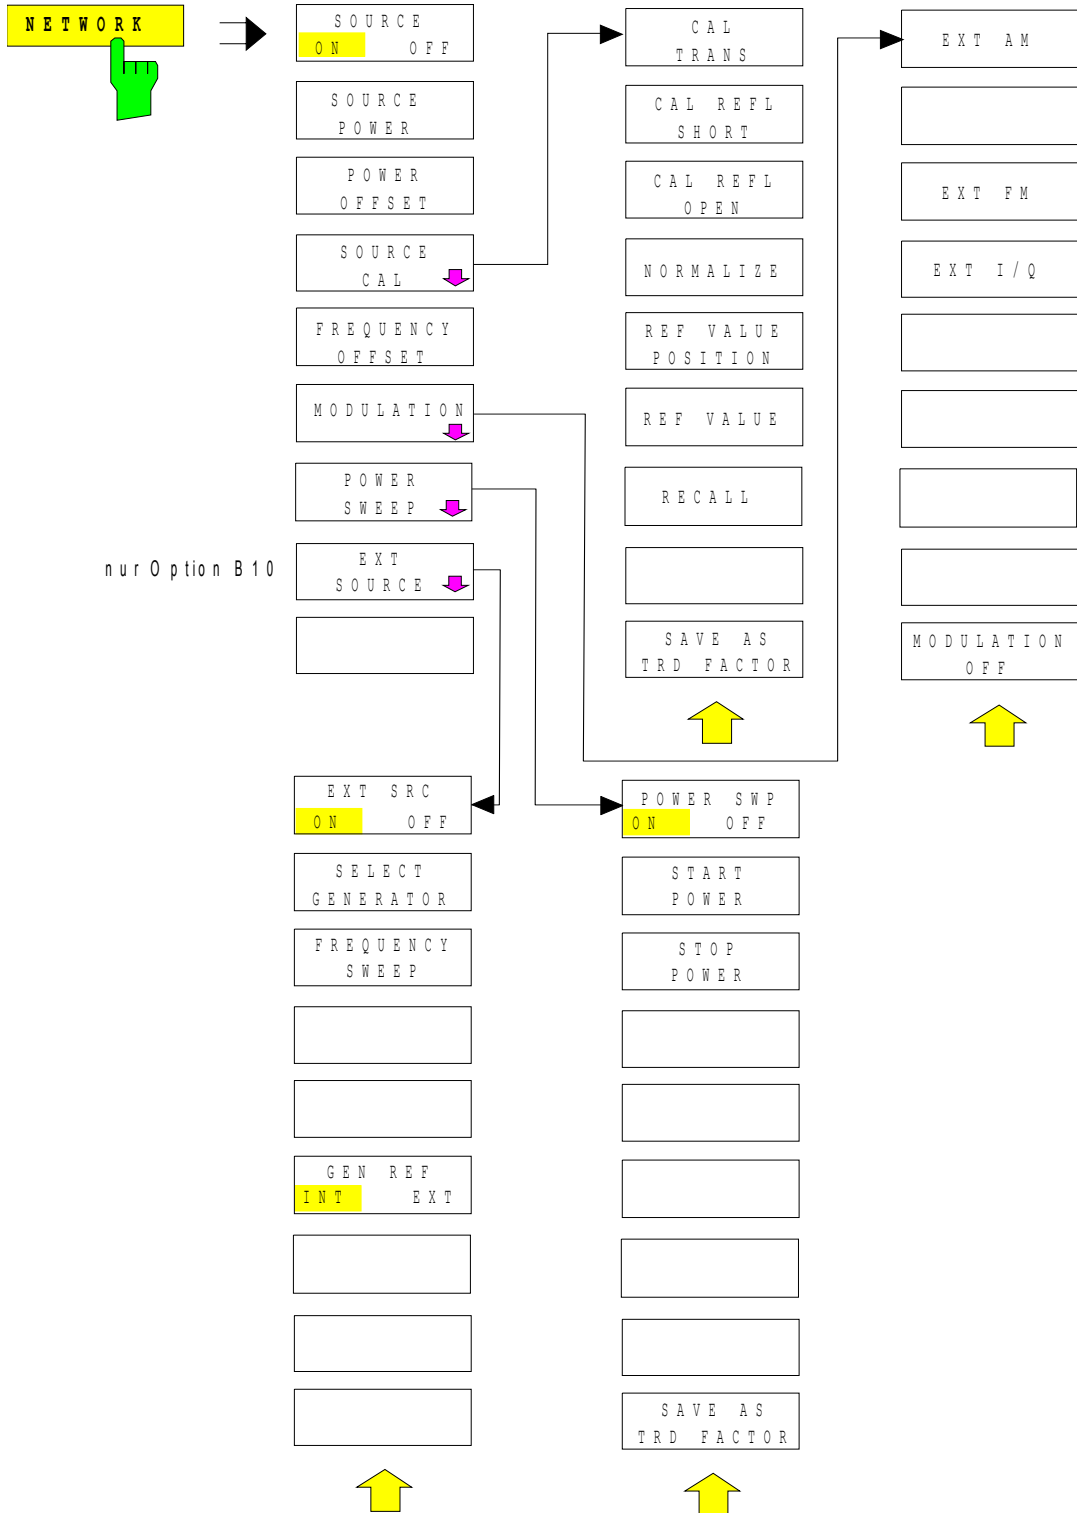 NETWORK
SOURCE
ON OFF
SOURCE
POWER
POWER
OFFSET
SOURCE
CAL
FREQUENCY
OFFSET
MODULATION
POWER
SWEEP
nur Option B10
EXT
SOURCE
CAL
TRANS
CAL REFL
SHORT
CAL REFL
OPEN
NORMALIZE
REF VALUE
POSITION
REF VALUE
RECALL
SAVE AS
TRD FACTOR
EXT AM
EXT FM
EXT I/Q
MODULATION
OFF
EXT SRC
ON OFF
SELECT
GENERATOR
FREQUENCY
SWEEP
GEN REF
INT EXT
POWER SWP
ON OFF
START
POWER
STOP
POWER
SAVE AS
TRD FACTOR